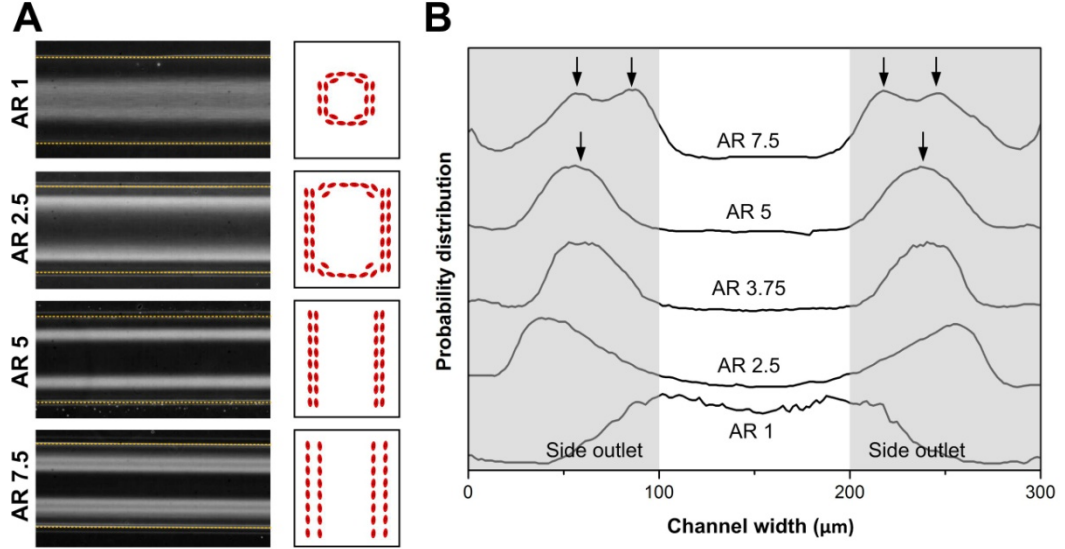 A
B
AR 1
AR 2.5
AR 5
AR 7.5
Probability distribution
AR 7.5
AR 5
AR 3.75
AR 2.5
AR 1
Side outlet
Side outlet
0
100
200
300
Channel width (μm)